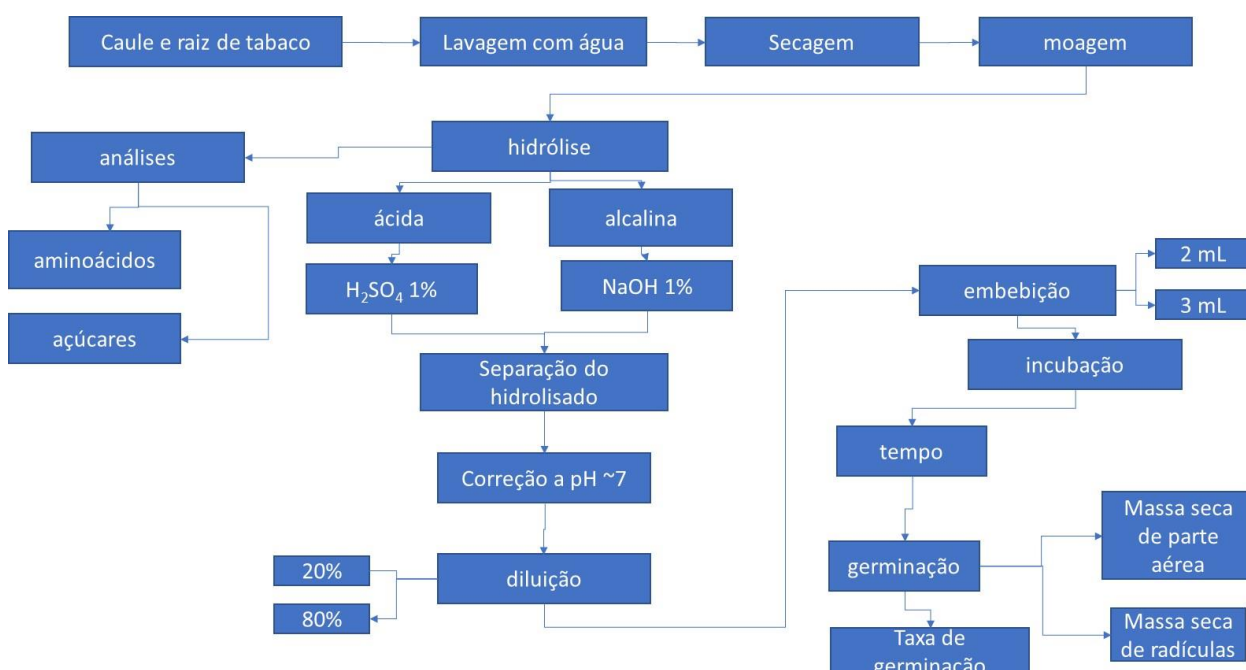 Caule e raiz de tabaco
Lavagem com água
Secagem
moagem
hidrólise
análises
ácida
alcalina
aminoácidos
H₂SO₄ 1%
NaOH 1%
açúcares
Separação do
hidrolisado
Correção a pH ~7
diluição
20%
80%
embebição
2 mL
3 mL
incubação
tempo
germinação
Massa seca
de parte
aérea
Massa seca
de radículas
Taxa de
germinação